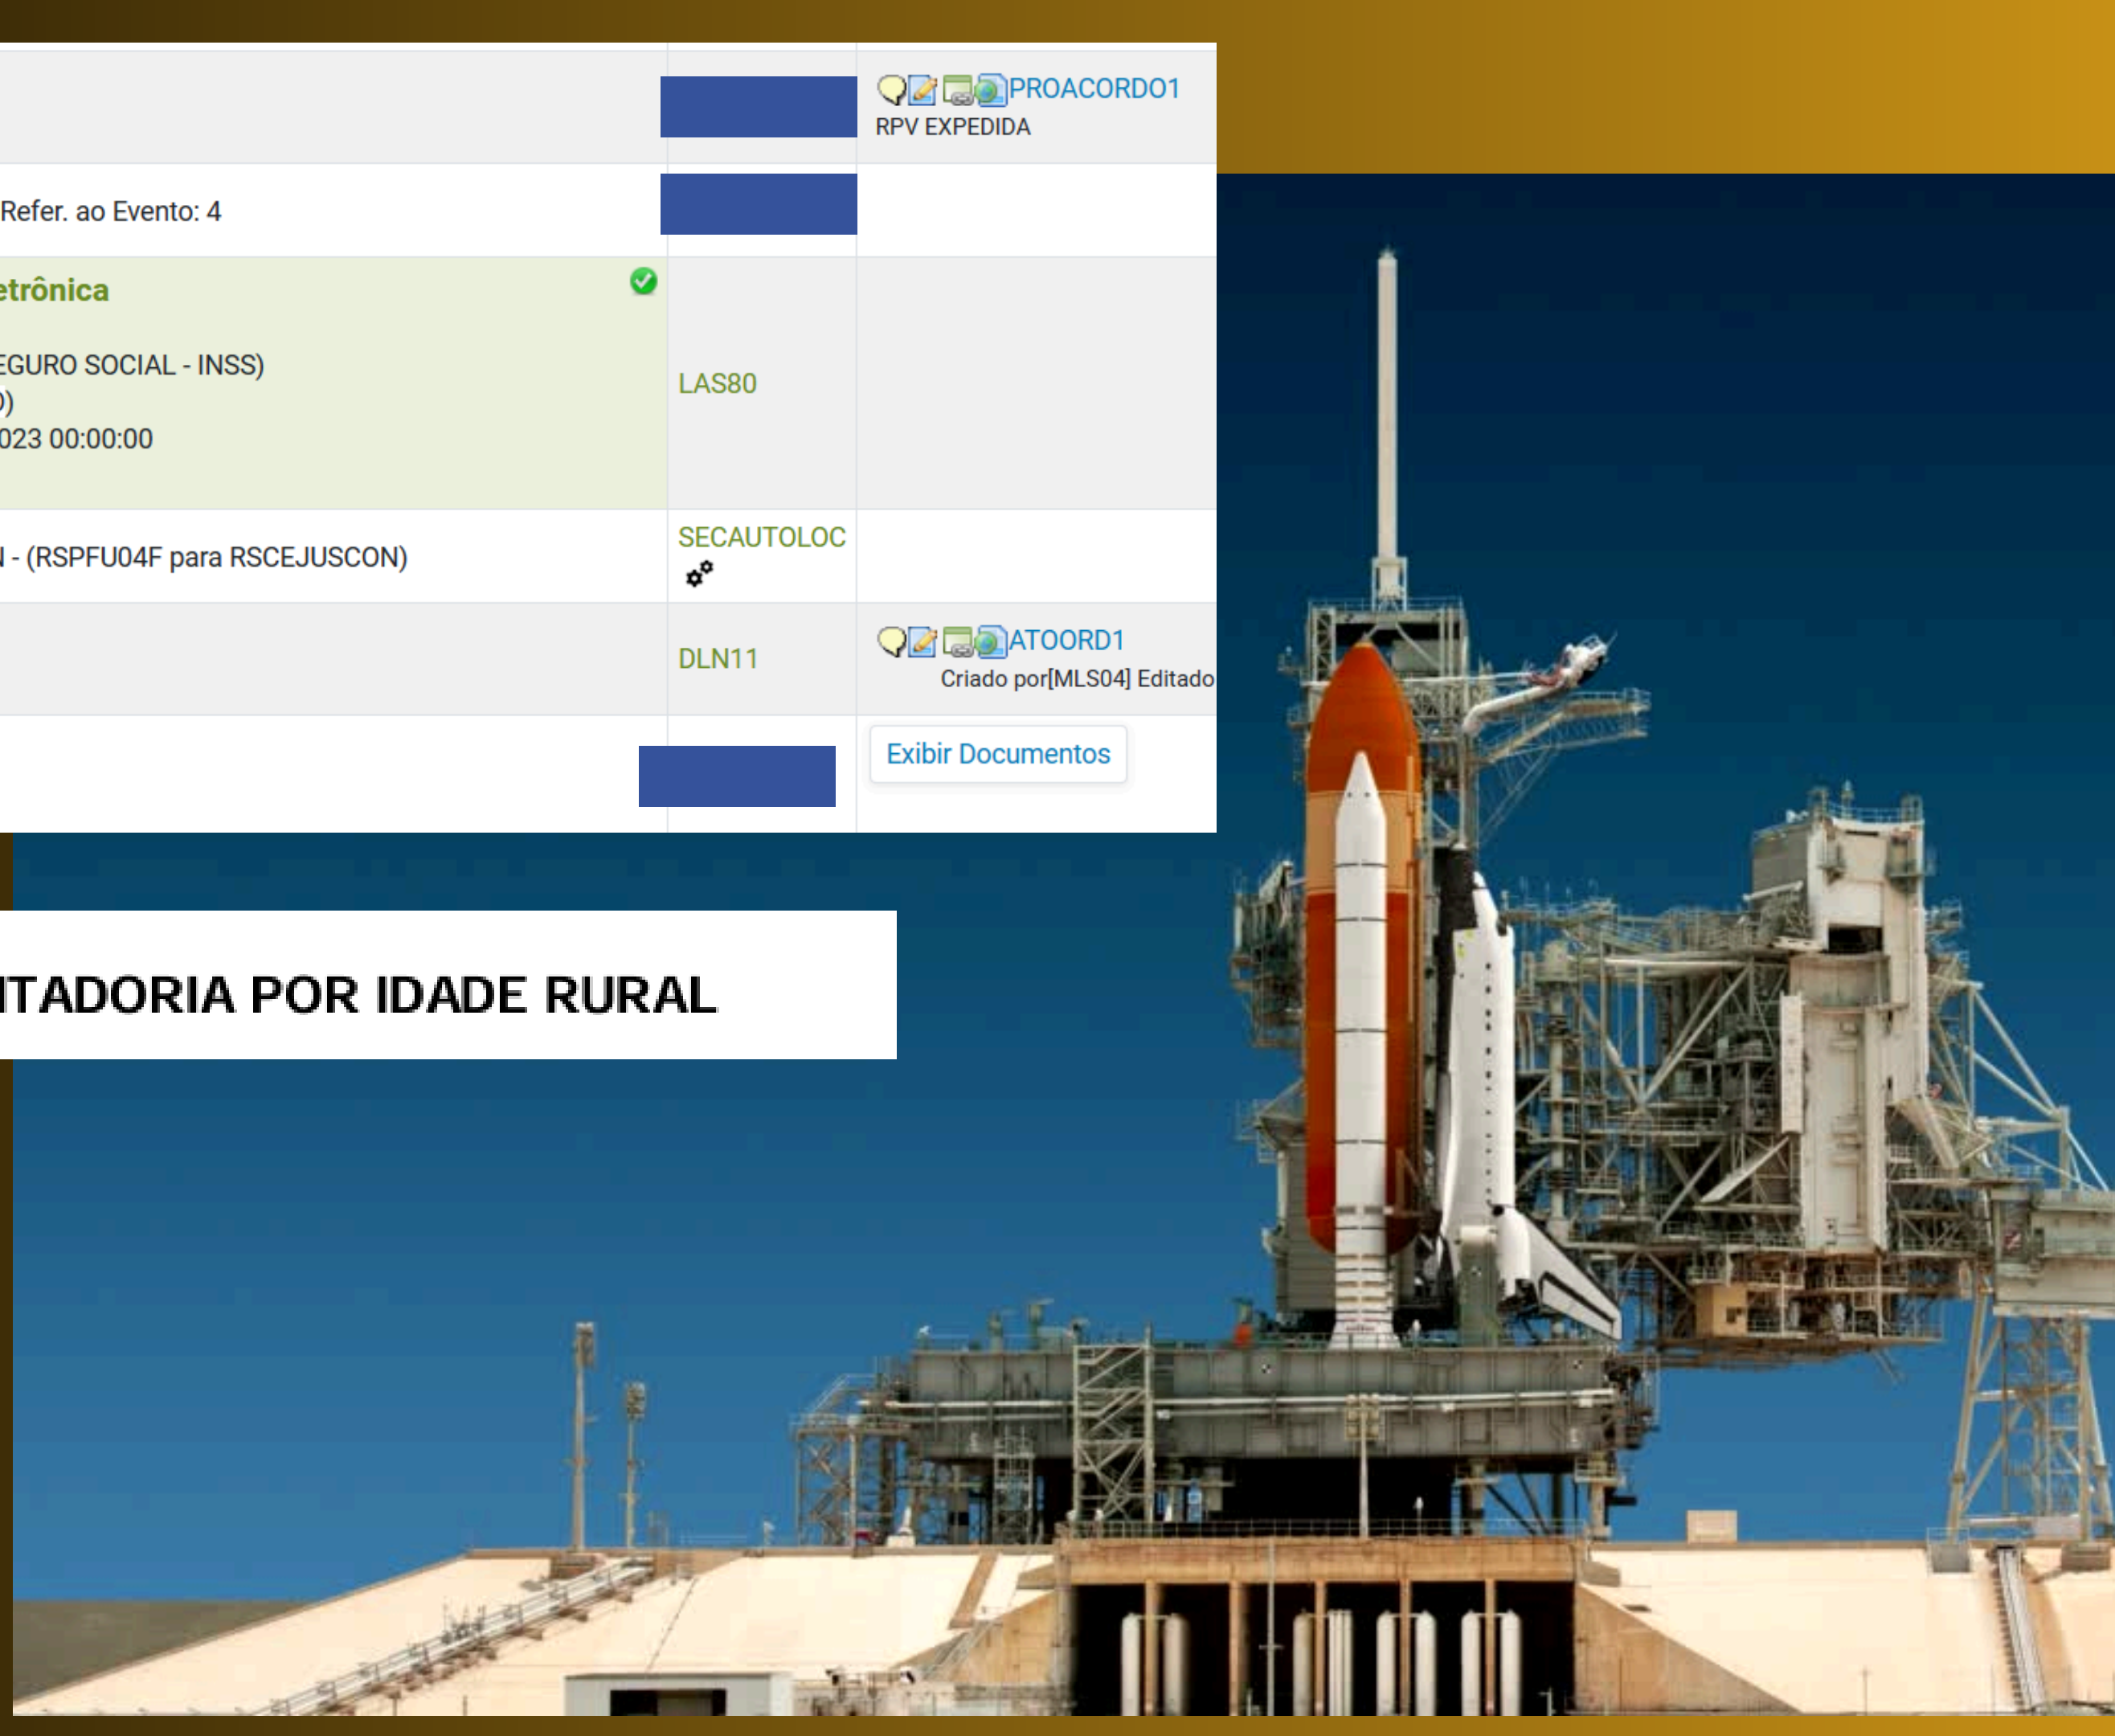 PROACORDO1
RPV EXPEDIDA
Refer. ao Evento: 4
etrônica
EGURO SOCIAL - INSS)
O)
023 00:00:00
LAS80
N - (RSPFU04F para RSCEJUSCON)
SECAUTOLOC
DLN11
ATOORD1
Criado por[MLS04] Editado
Exibir Documentos
NTADORIA POR IDADE RURAL